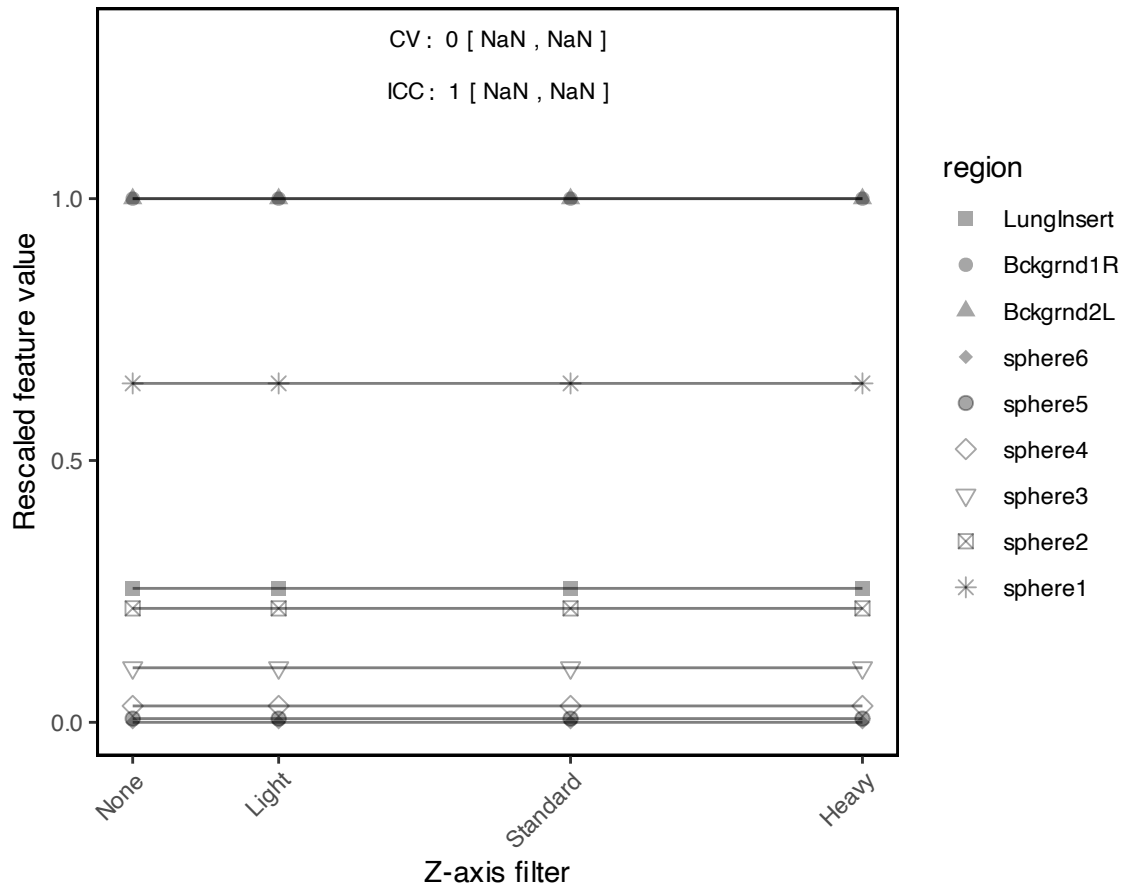 CV: 0 [ NaN , NaN ]
ICC: 1 [ NaN , NaN ]
Rescaled feature value
1.0
0.5
0.0
None
Light
Standard
Heavy
Z-axis filter
region
LungInsert
Bckgrnd1R
Bckgrnd2L
sphere6
sphere5
sphere4
sphere3
sphere2
sphere1